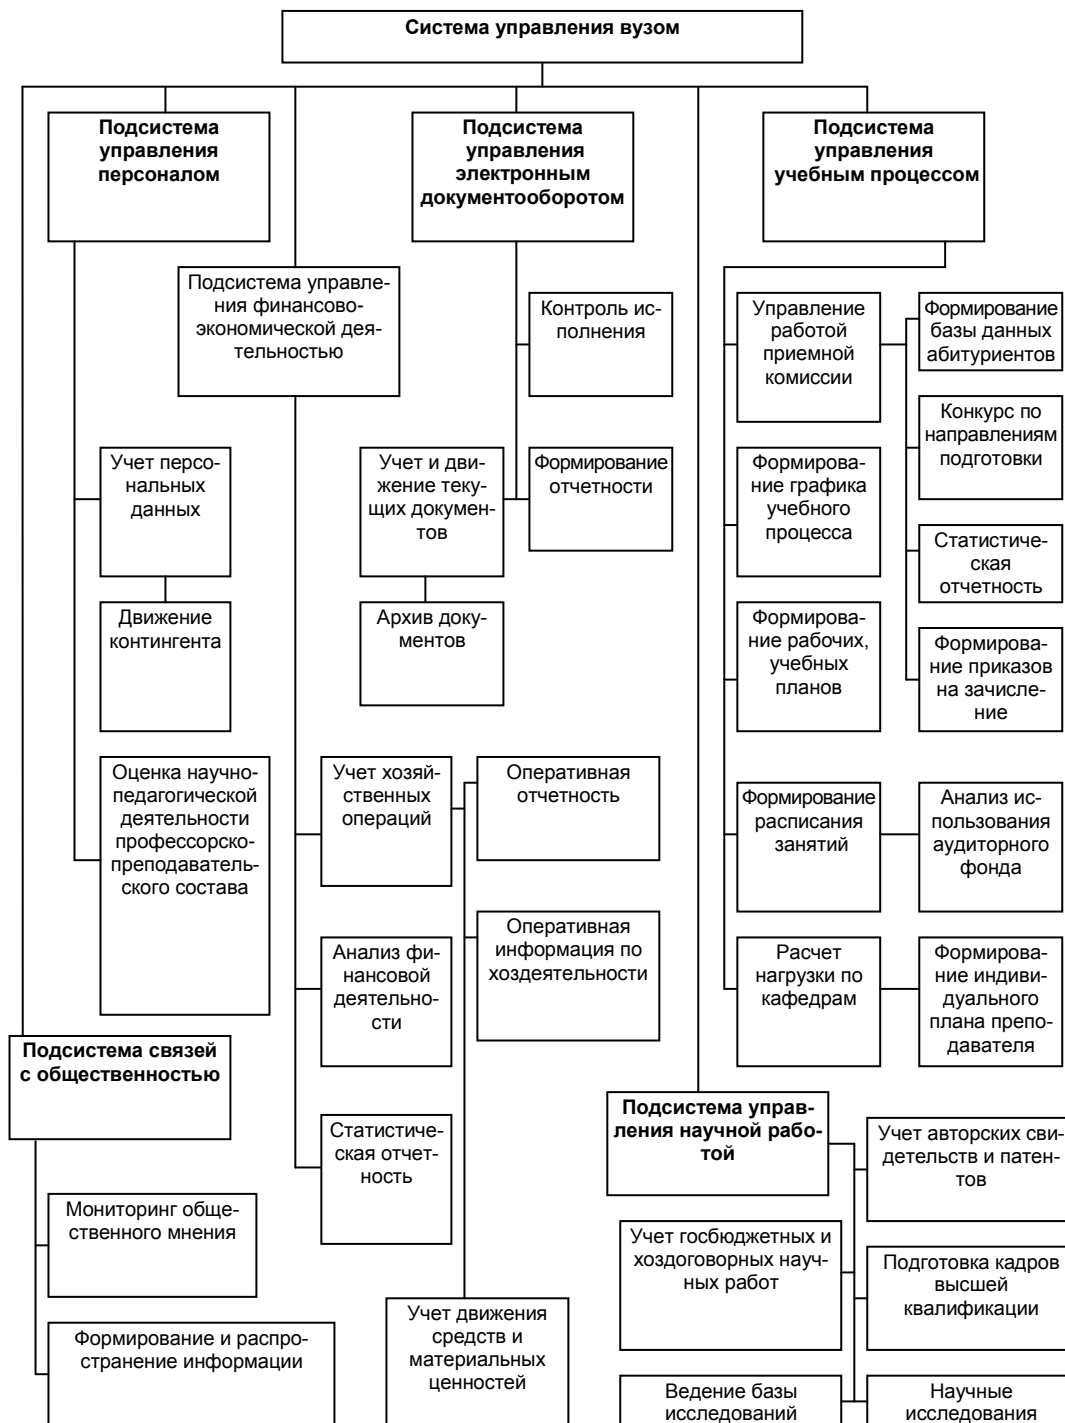 Система управления вузом
Подсистема
управления
персоналом
Подсистема
управления
электронным
документооборотом
Подсистема
управления
учебным процессом
Подсистема управле-
ния финансово-
экономической дея-
тельностью
Контроль ис-
полнения
Управление
работой
приемной
комиссии
Формирование
базы данных
абитуриентов
Конкурс по
направлениям
подготовки
Учет персо-
нальных
данных
Учет и дви-
жение теку-
щих докумен-
тов
Формирование
отчетности
Формирова-
ние графика
учебного
процесса
Статистиче-
ская
отчетность
Движение
контингента
Архив доку-
ментов
Формирова-
ние рабочих,
учебных
планов
Формирова-
ние приказов
на зачисле-
ние
Оценка научно-
педагогической
деятельности
профессорско-
преподаватель-
ского состава
Учет хозяй-
ственных
операций
Оперативная
отчетность
Формирование
расписания
занятий
Анализ ис-
пользования
аудиторного
фонда
Оперативная
информация по
хоздеятельности
Анализ фи-
нансовой
деятельно-
сти
Расчет
нагрузки по
кафедрам
Формирова-
ние индиви-
дуального
плана препо-
давателя
Подсистема связей
с общественностью
Подсистема управ-
ления научной рабо-
той
Статистиче-
ская отчет-
ность
Учет авторских сви-
детельств и патен-
тов
Мониторинг обще-
ственного мнения
Учет госбюджетных и
хоздоговорных науч-
ных работ
Подготовка кадров
высшей
квалификации
Формирование и распро-
странение информации
Учет движения
средств и
материальных
ценностей
Ведение базы
исследований
Научные
исследования